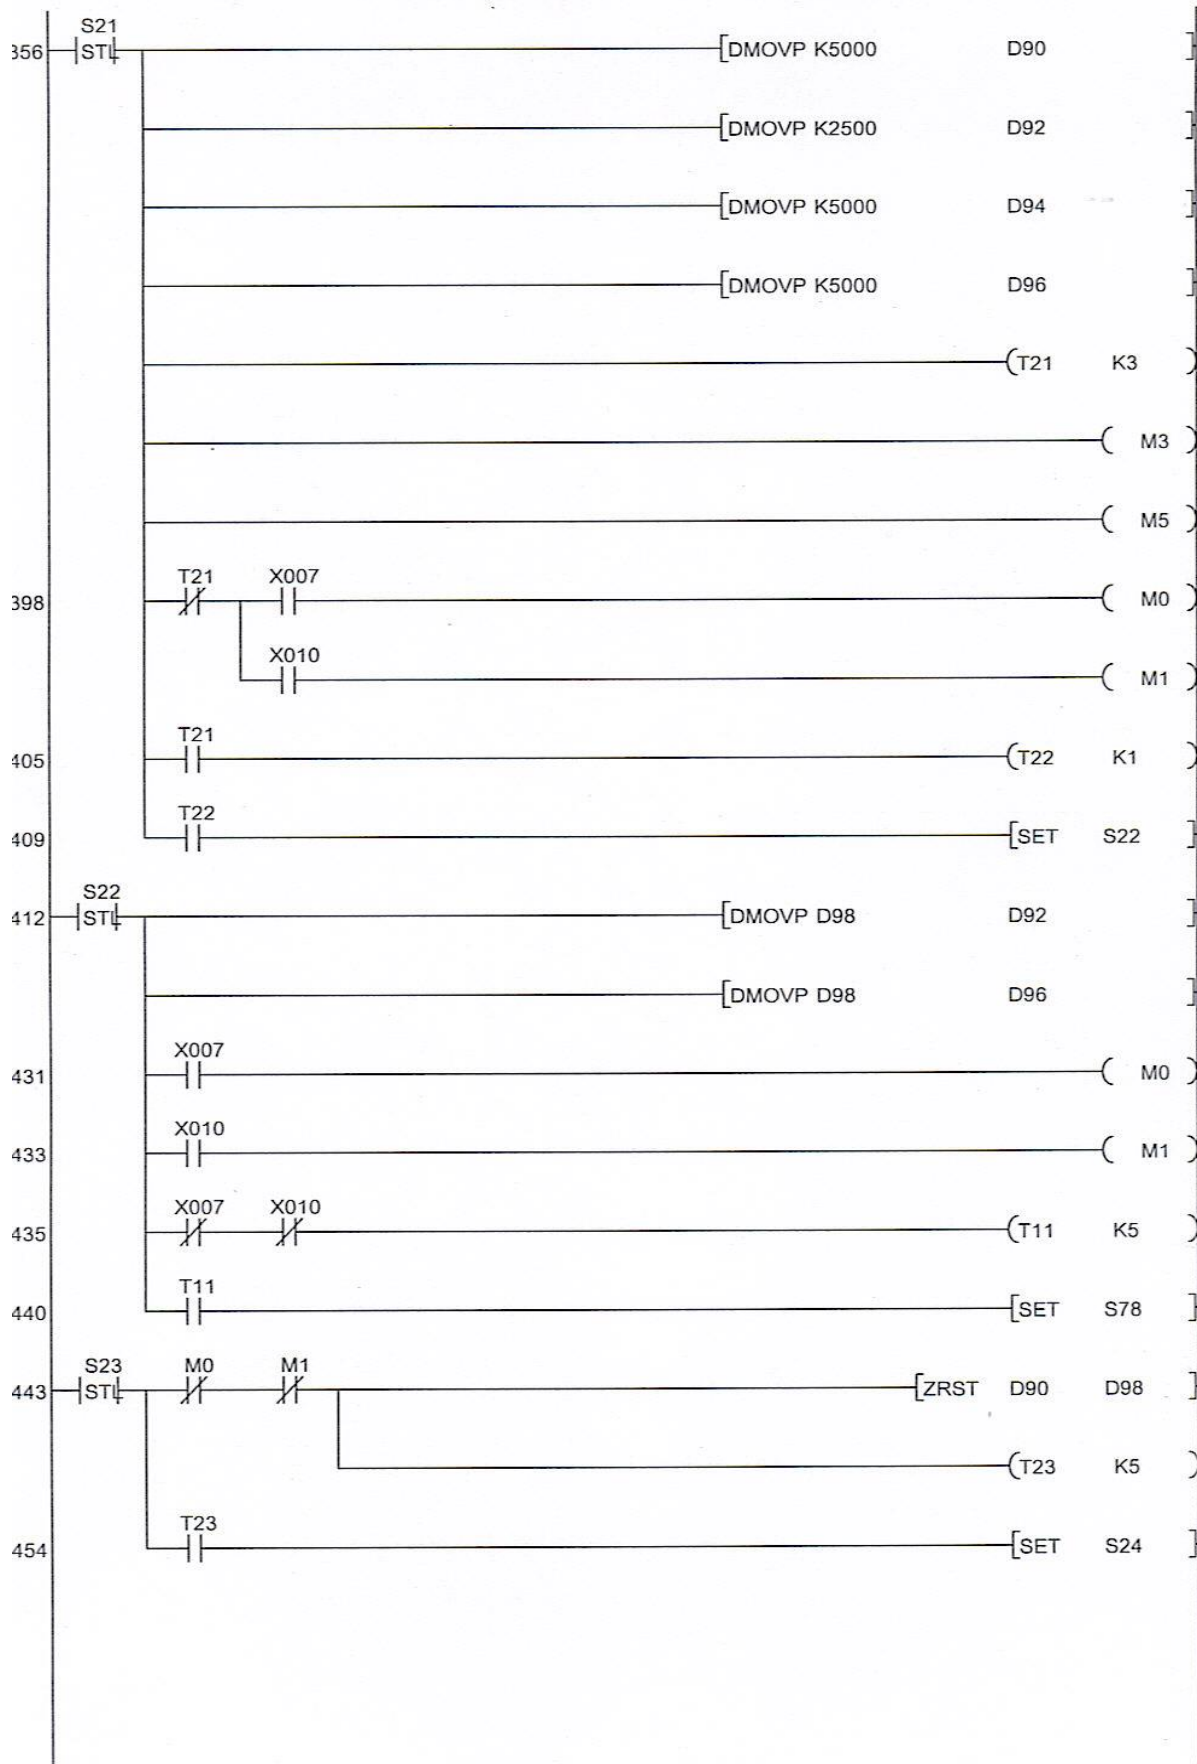 S21
356 STL [DMOVP K5000 D90 ]
[DMOVP K2500 D92 ]
[DMOVP K5000 D94 ]
[DMOVP K5000 D96 ]
(T21 K3 )
( M3 )
( M5 )
T21 X007
398 ( M0 )
X010
( M1 )
T21
405 (T22 K1 )
T22
409 [SET S22 ]
S22
412 STL [DMOVP D98 D92 ]
[DMOVP D98 D96 ]
X007
431 ( M0 )
X010
433 ( M1 )
X007 X010
435 (T11 K5 )
T11
440 [SET S78 ]
S23 M0 M1
443 STL [ZRST D90 D98 ]
(T23 K5 )
T23
454 [SET S24 ]